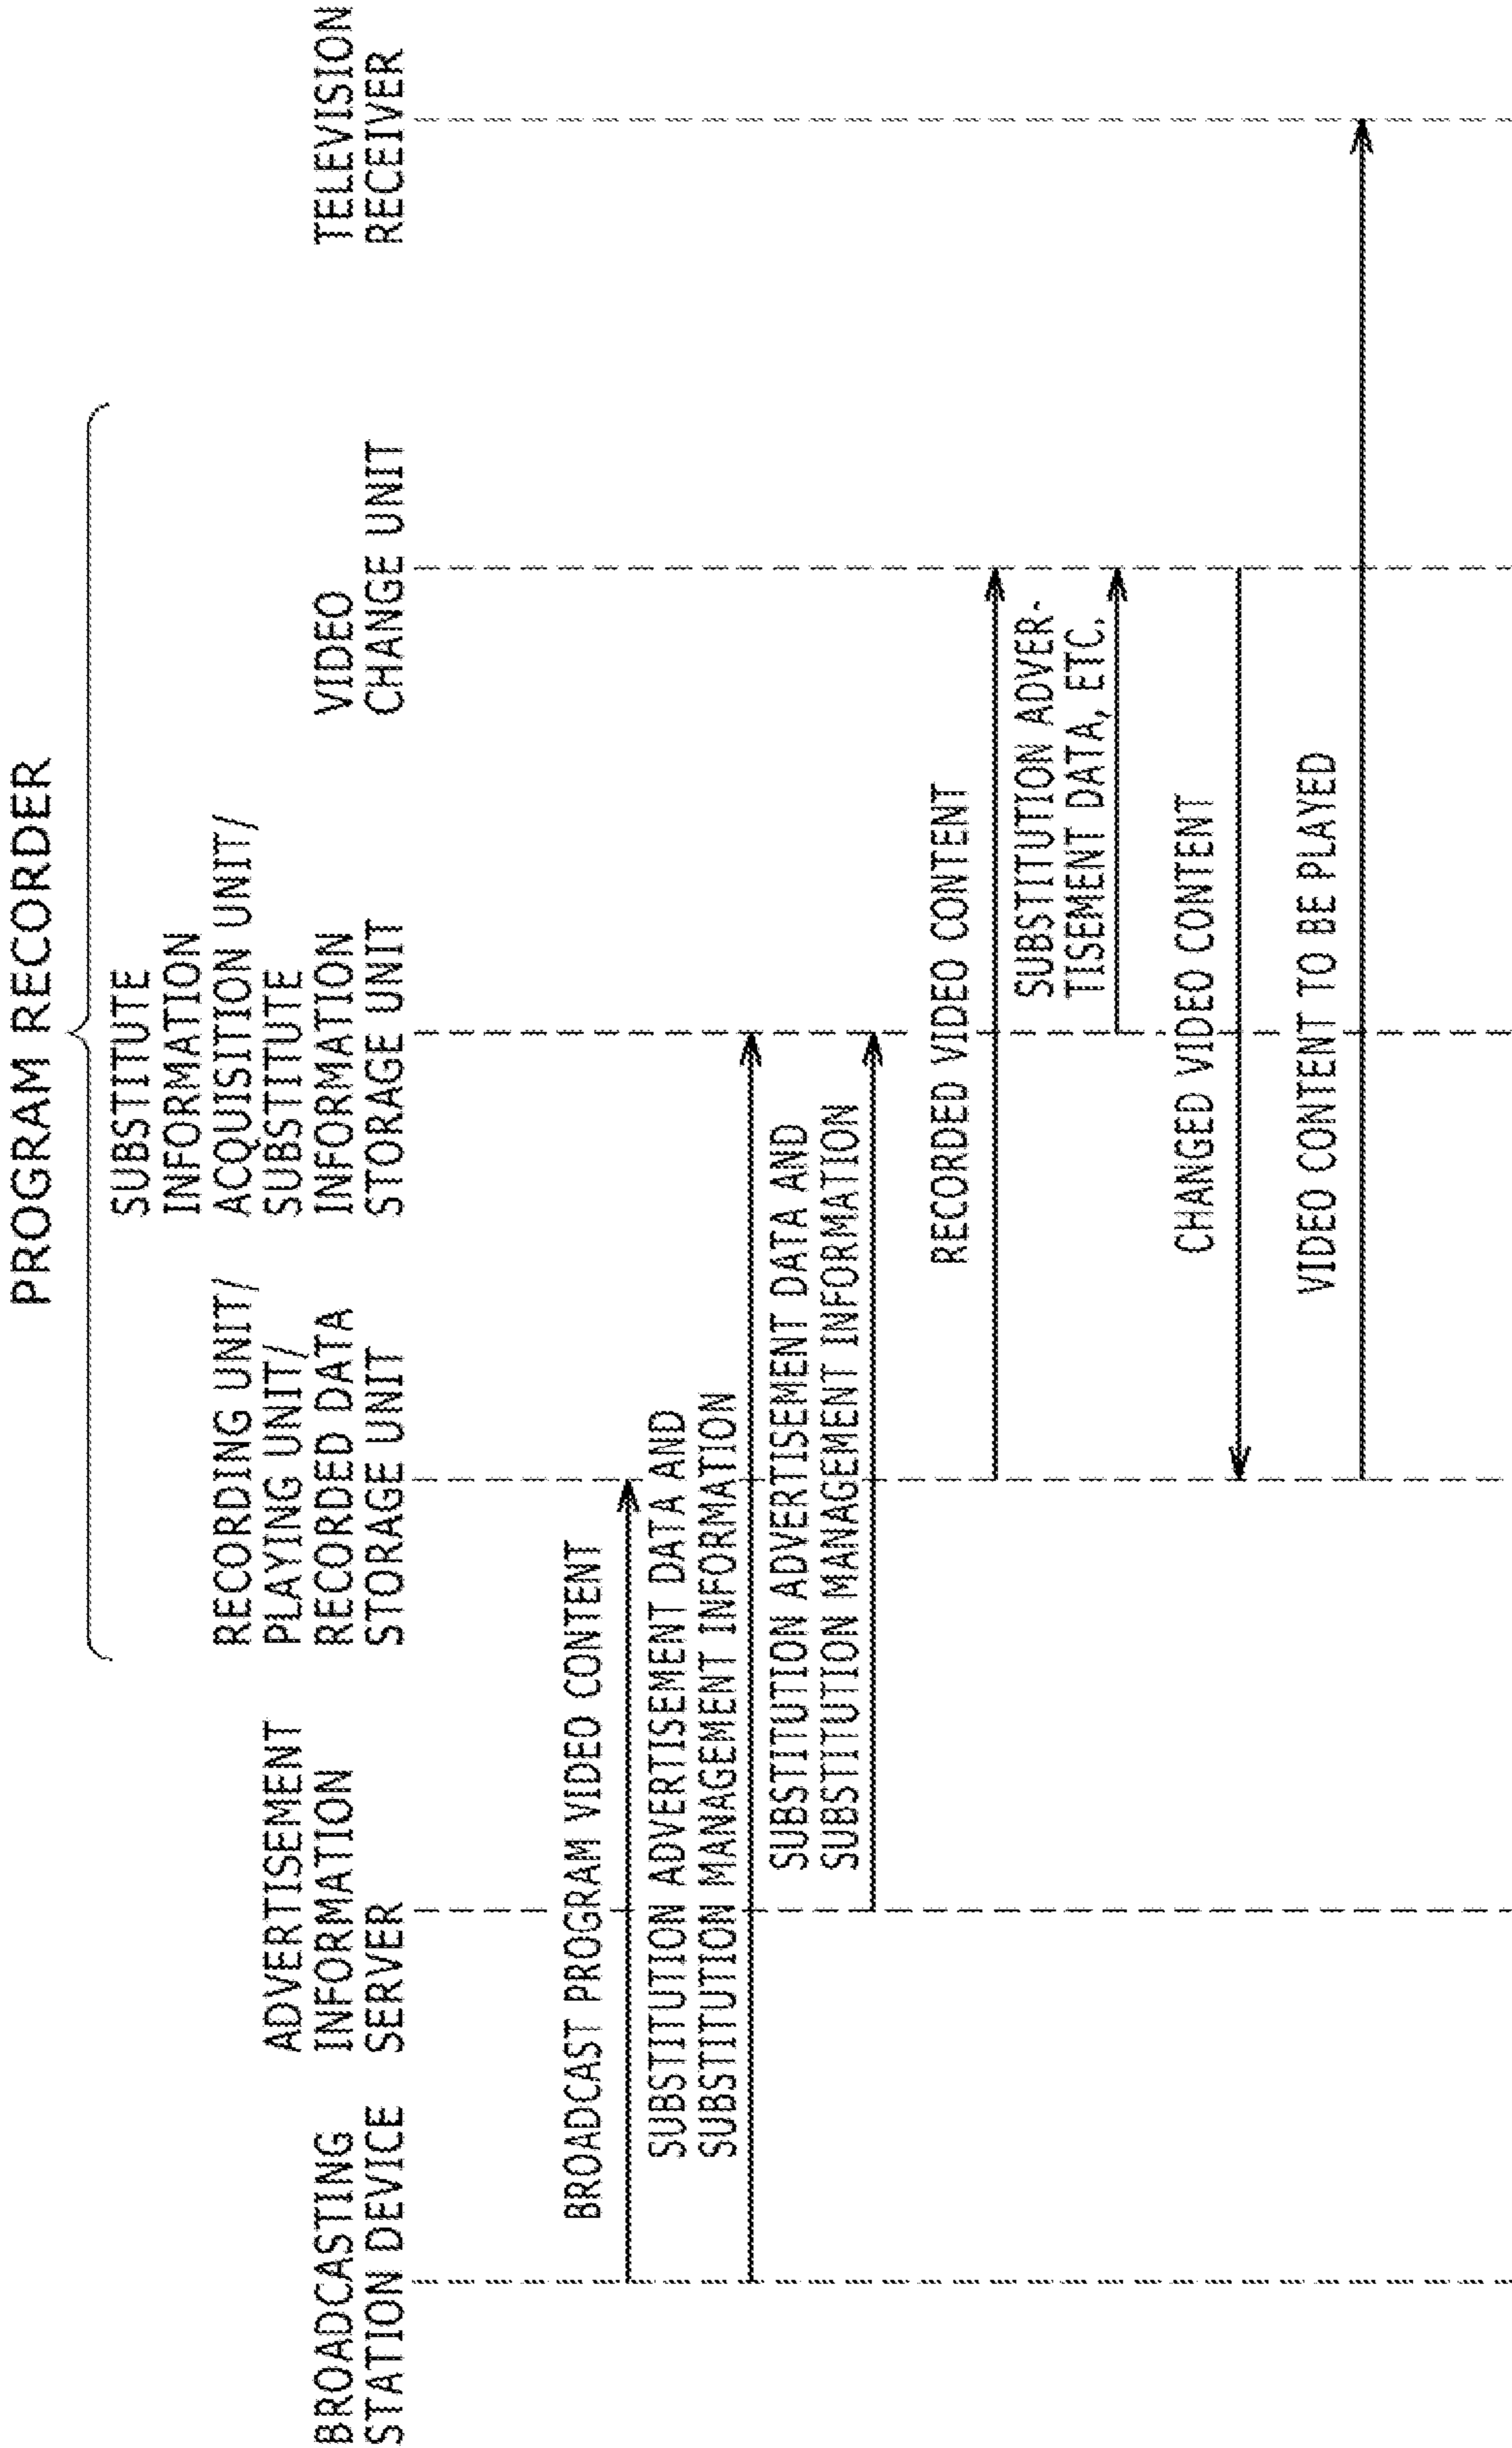 PROGRAM RECORDER
BROADCASTING
STATION DEVICE
ADVERTISEMENT
INFORMATION
SERVER
RECORDING UNIT/
PLAYING UNIT/
RECORDED DATA
STORAGE UNIT
SUBSTITUTE
INFORMATION
ACQUISITION UNIT/
SUBSTITUTE
INFORMATION
STORAGE UNIT
VIDEO
CHANGE UNIT
TELEVISION
RECEIVER
BROADCAST PROGRAM VIDEO CONTENT
SUBSTITUTION ADVERTISEMENT DATA AND
SUBSTITUTION MANAGEMENT INFORMATION
SUBSTITUTION ADVERTISEMENT DATA AND
SUBSTITUTION MANAGEMENT INFORMATION
RECORDED VIDEO CONTENT
SUBSTITUTION ADVER-
TISEMENT DATA, ETC.
CHANGED VIDEO CONTENT
VIDEO CONTENT TO BE PLAYED